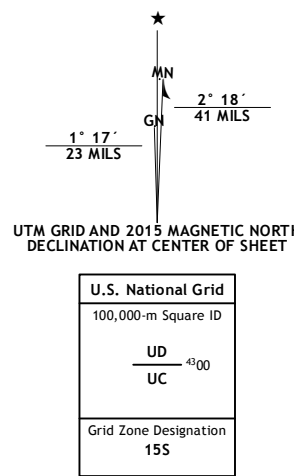 ★
MN
GN
2° 18´
41 MILS
1° 17´
23 MILS
UTM GRID AND 2015 MAGNETIC NORTH
DECLINATION AT CENTER OF SHEET
U.S. National Grid
100,000-m Square ID
UD
4300
UC
Grid Zone Designation
15S